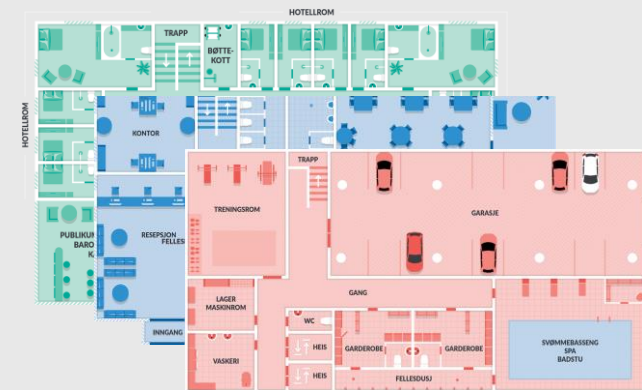 HOTELLROM
HOTELLROM
TRAPP
BØTTE-
KOTT
KONTOR
TRAPP
TRENINGSROM
GARASJE
PUBLIKUM
BARO
KA
RESEPSJON
FELLES
GANG
LAGER
MASKINROM
WC
INNGANG
HEIS
GARDEROBE
GARDEROBE
SVØMMEBASSENG
SPA
BADSTU
VASKERI
HEIS
FELLESDUSJ